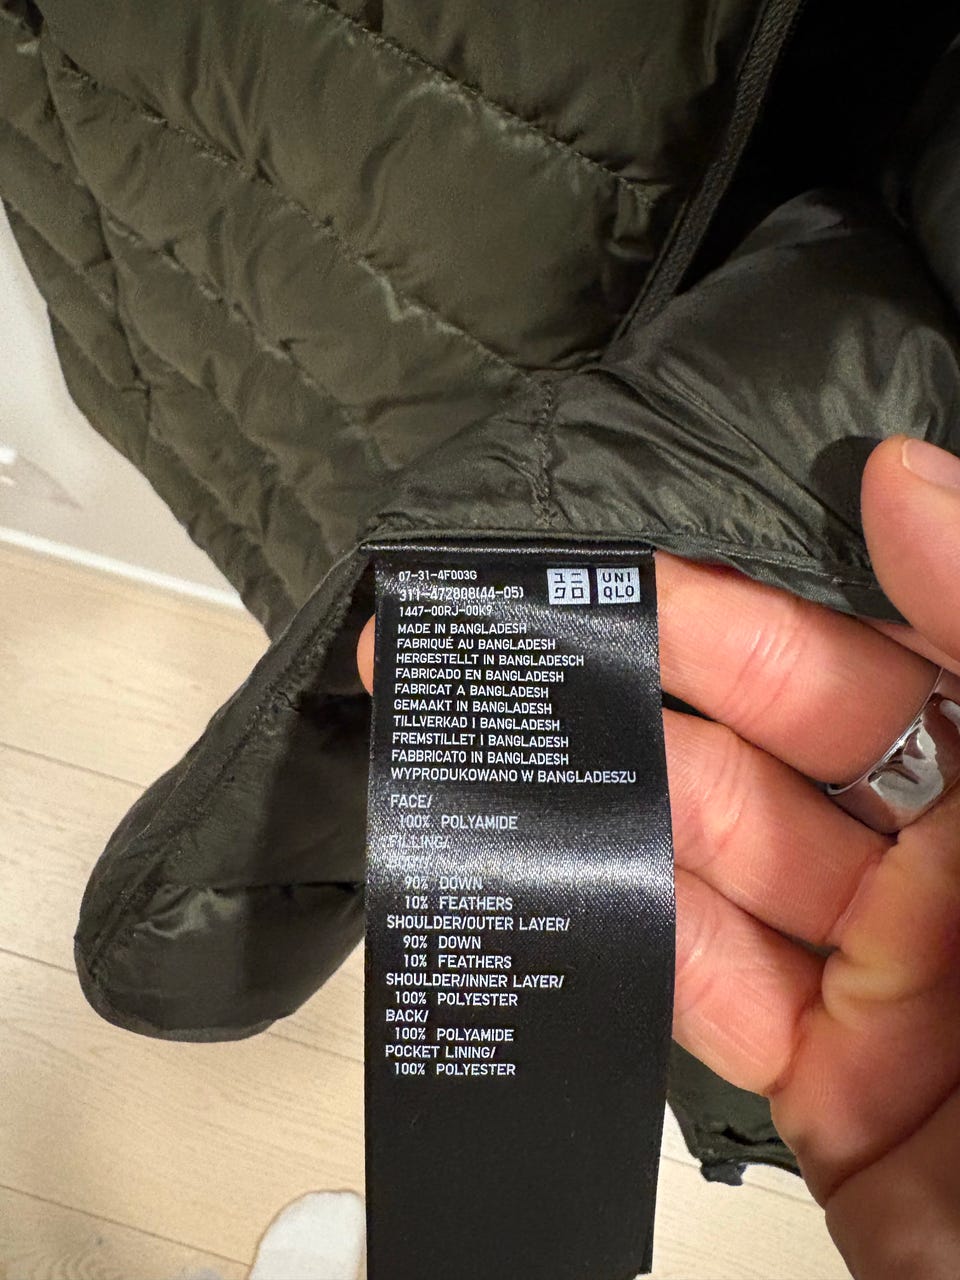 07-31-4F003G
311-472808(44-05)
1447-00RJ-00K9
ユニ
クロ
UNI
QLO
MADE IN BANGLADESH
FABRIQUÉ AU BANGLADESH
HERGESTELLT IN BANGLADESCH
FABRICADO EN BANGLADESH
FABRICAT A BANGLADESH
GEMAAKT IN BANGLADESH
TILLVERKAD I BANGLADESH
FREMSTILLET I BANGLADESH
FABBRICATO IN BANGLADESH
WYPRODUKOWANO W BANGLADESZU
FACE/
100% POLYAMIDE
FILLING/
BODY/
90% DOWN
10% FEATHERS
SHOULDER/OUTER LAYER/
90% DOWN
10% FEATHERS
SHOULDER/INNER LAYER/
100% POLYESTER
BACK/
100% POLYAMIDE
POCKET LINING/
100% POLYESTER